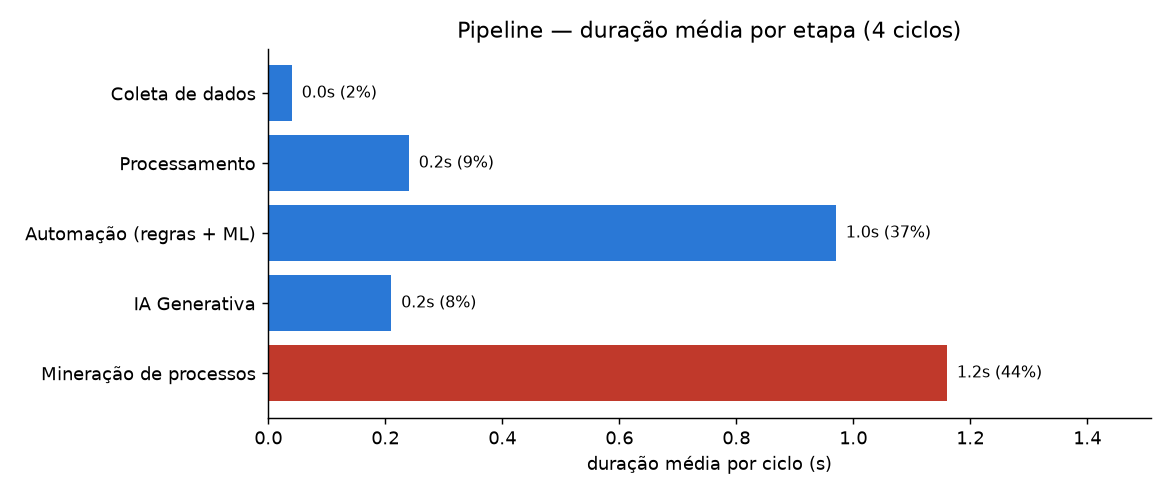 Pipeline — duração média por etapa (4 ciclos)
Coleta de dados 0.0s (2%)
Processamento 0.2s (9%)
Automação (regras + ML) 1.0s (37%)
IA Generativa 0.2s (8%)
Mineração de processos 1.2s (44%)
0.0 0.2 0.4 0.6 0.8 1.0 1.2 1.4
duração média por ciclo (s)